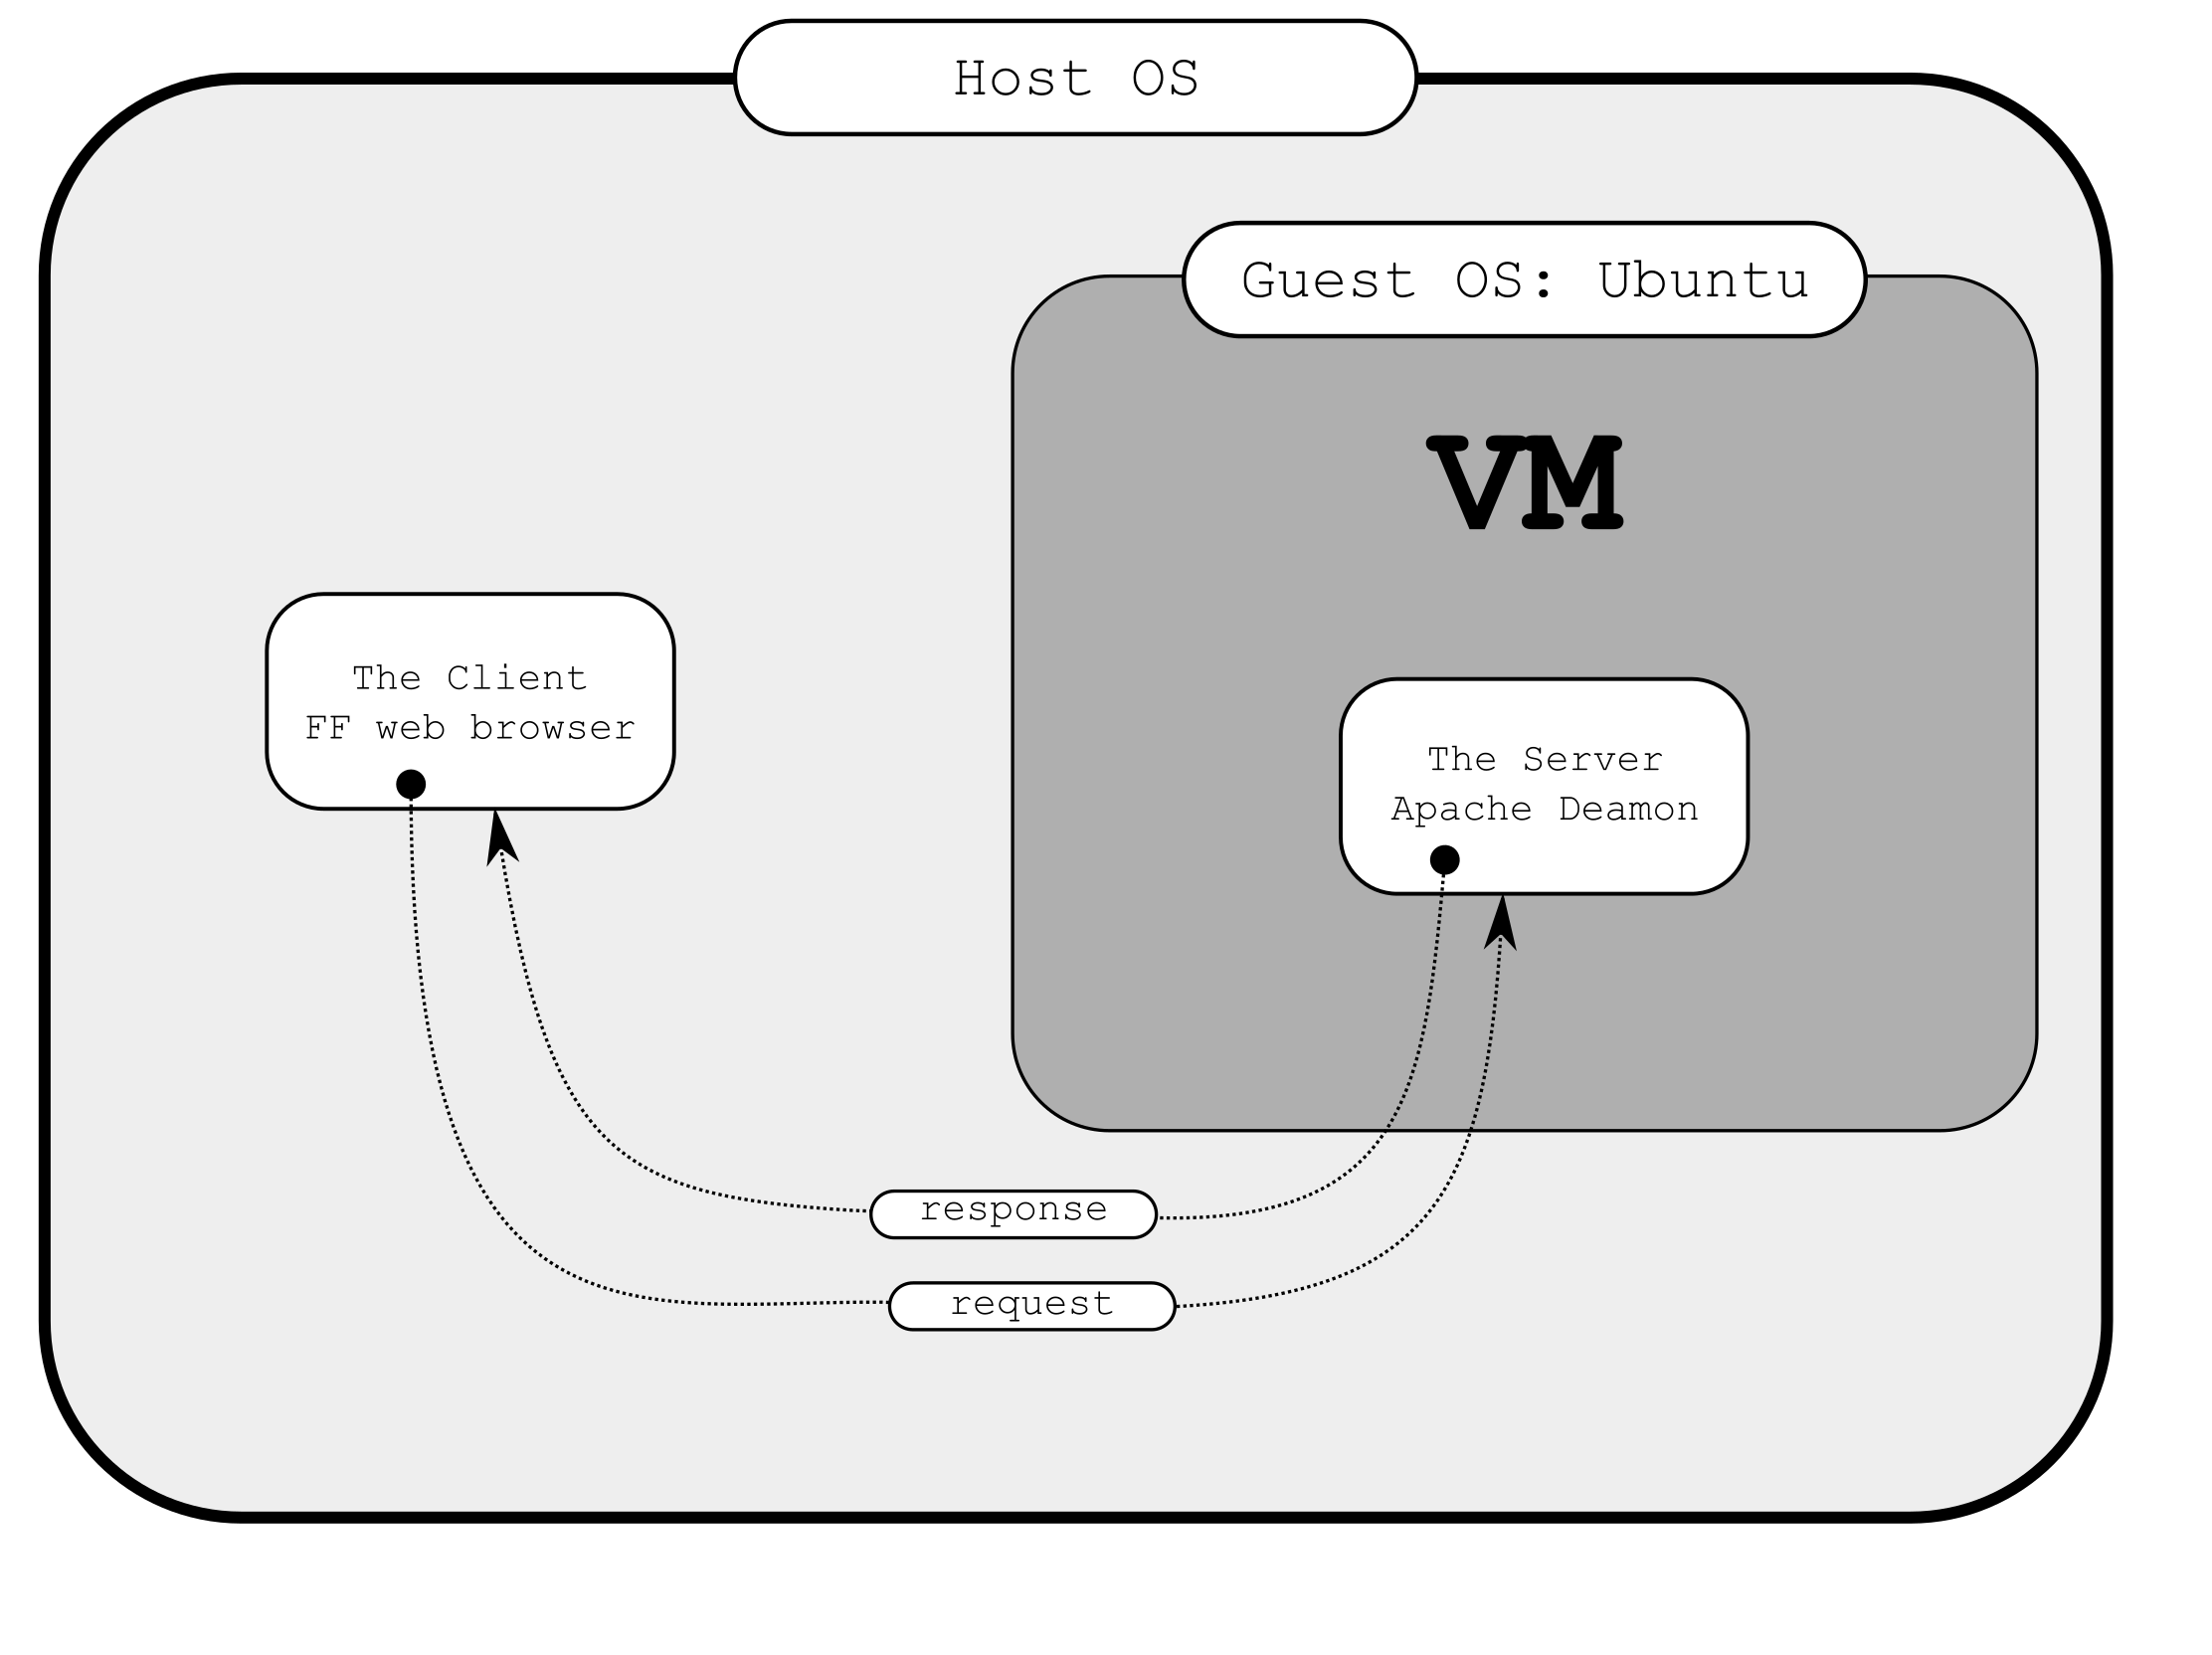 Host OS
Guest OS: Ubuntu
VM
The Client
FF web browser
The Server
Apache Deamon
response
request